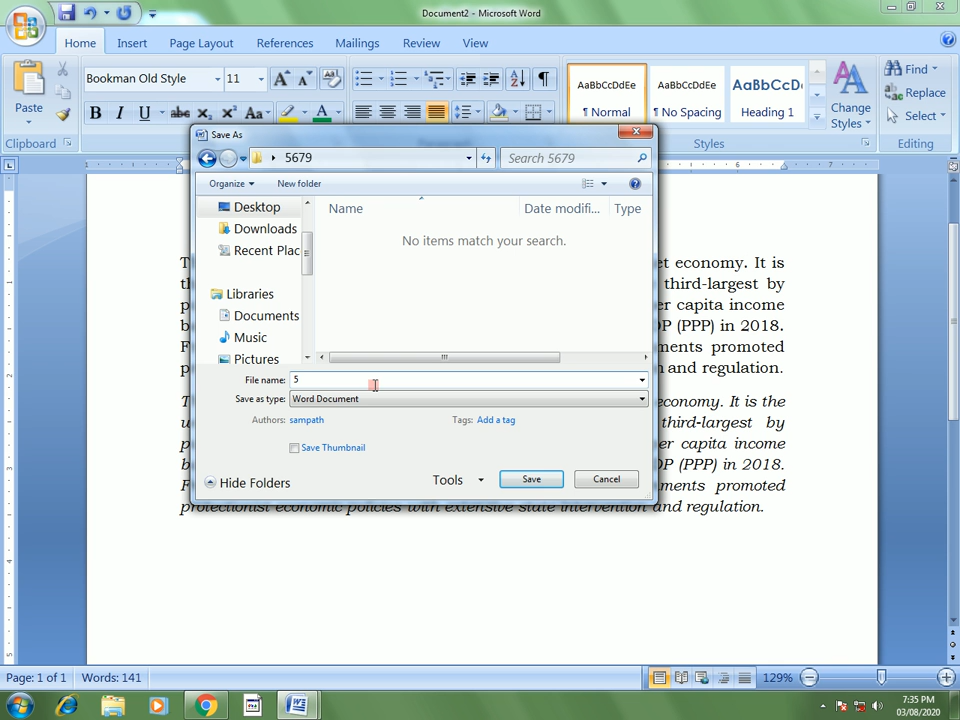 Document2 - Microsoft Word
Home Insert Page Layout References Mailings Review View
Paste
Clipboard
Bookman Old Style 11
B I U abc X₂ X² Aa A
AaBbCcDdEe AaBbCcDdEe AaBbCcDc
¶ Normal ¶ No Spacing Heading 1
Change
Styles
Styles
Find
Replace
Select
Editing
Save As
5679
Search 5679
Organize New folder
Name Date modifi... Type
No items match your search.
Desktop
Downloads
Recent Plac
Libraries
Documents
Music
Pictures
File name: 5
Save as type: Word Document
Authors: sampath Tags: Add a tag
Save Thumbnail
Hide Folders Tools Save Cancel
et economy. It is
third-largest by
er capita income
DP (PPP) in 2018.
ments promoted
n and regulation.
economy. It is the
third-largest by
er capita income
DP (PPP) in 2018.
ments promoted
protectionist economic policies with extensive state intervention and regulation.
Page: 1 of 1 Words: 141 129%
7:35 PM
03/08/2020